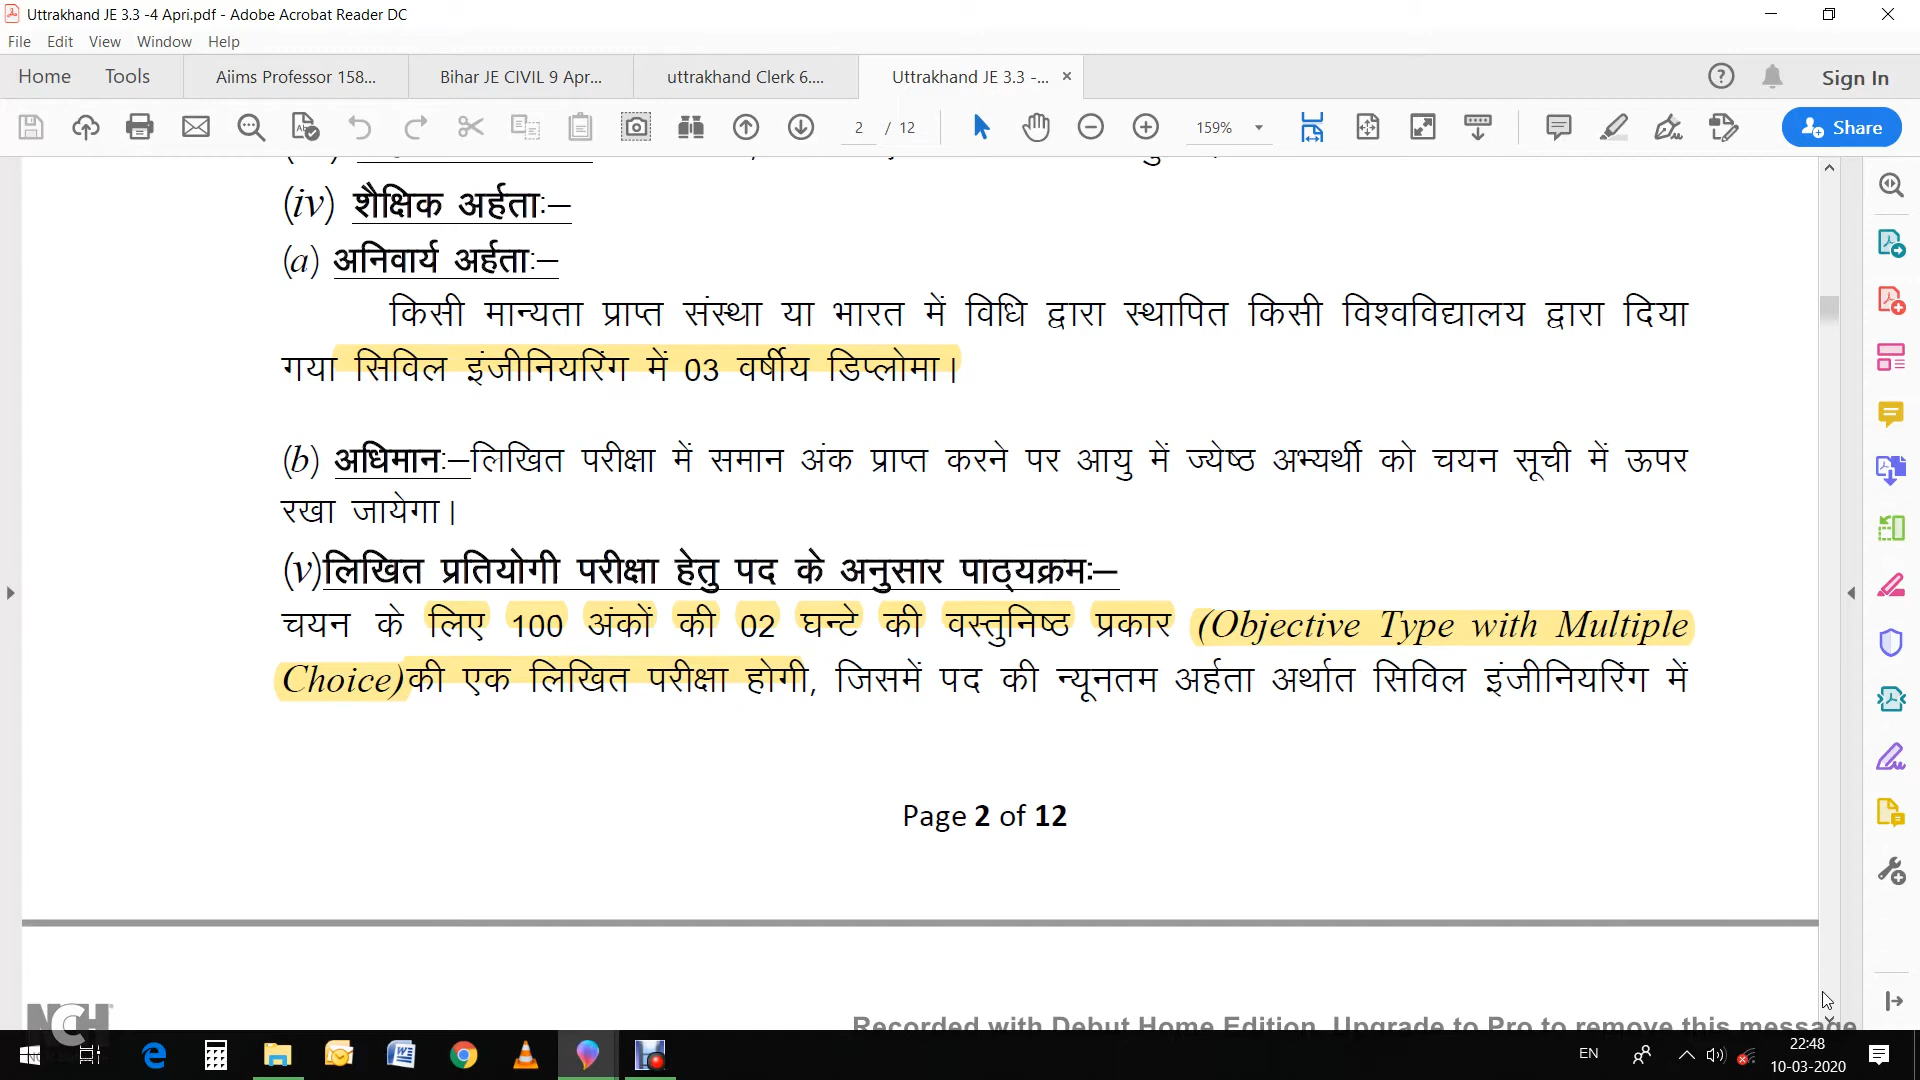 Uttrakhand JE 3.3 -4 Apri.pdf - Adobe Acrobat Reader DC
File Edit View Window Help
Home Tools Aiims Professor 158... Bihar JE CIVIL 9 Apr... uttrakhand Clerk 6.... Uttrakhand JE 3.3 -... × Sign In
2 / 12 159% Share
(iv) शैक्षिक अर्हताः—
(a) अनिवार्य अर्हताः—
किसी मान्यता प्राप्त संस्था या भारत में विधि द्वारा स्थापित किसी विश्वविद्यालय द्वारा दिया
गया सिविल इंजीनियरिंग में 03 वर्षीय डिप्लोमा।
(b) अधिमानः—लिखित परीक्षा में समान अंक प्राप्त करने पर आयु में ज्येष्ठ अभ्यर्थी को चयन सूची में ऊपर
रखा जायेगा।
(v)लिखित प्रतियोगी परीक्षा हेतु पद के अनुसार पाठ्यक्रमः—
चयन के लिए 100 अंकों की 02 घन्टे की वस्तुनिष्ठ प्रकार (Objective Type with Multiple
Choice)की एक लिखित परीक्षा होगी, जिसमें पद की न्यूनतम अर्हता अर्थात सिविल इंजीनियरिंग में
Page 2 of 12
NCH
Recorded with Debut Home Edition. Upgrade to Pro to remove this message
EN
22:48
10-03-2020